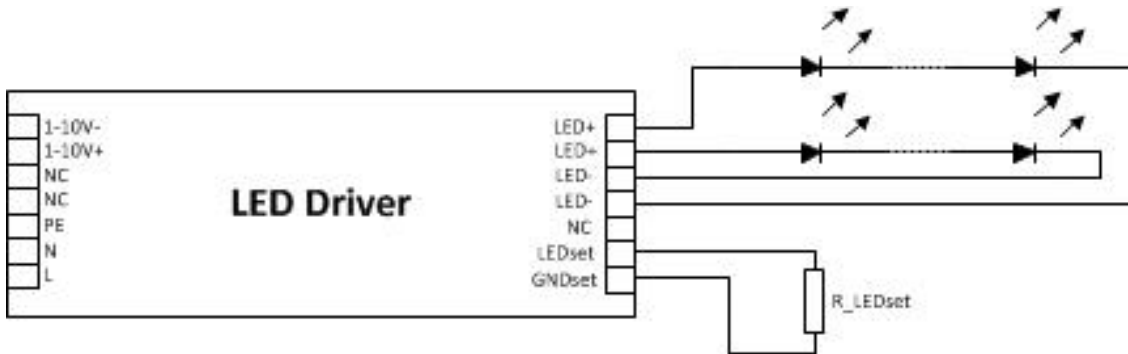 1-10V-
1-10V+
NC
NC
PE
N
L
LED Driver
LED+
LED+
LED-
LED-
NC
LEDset
GNDset
R_LEDset